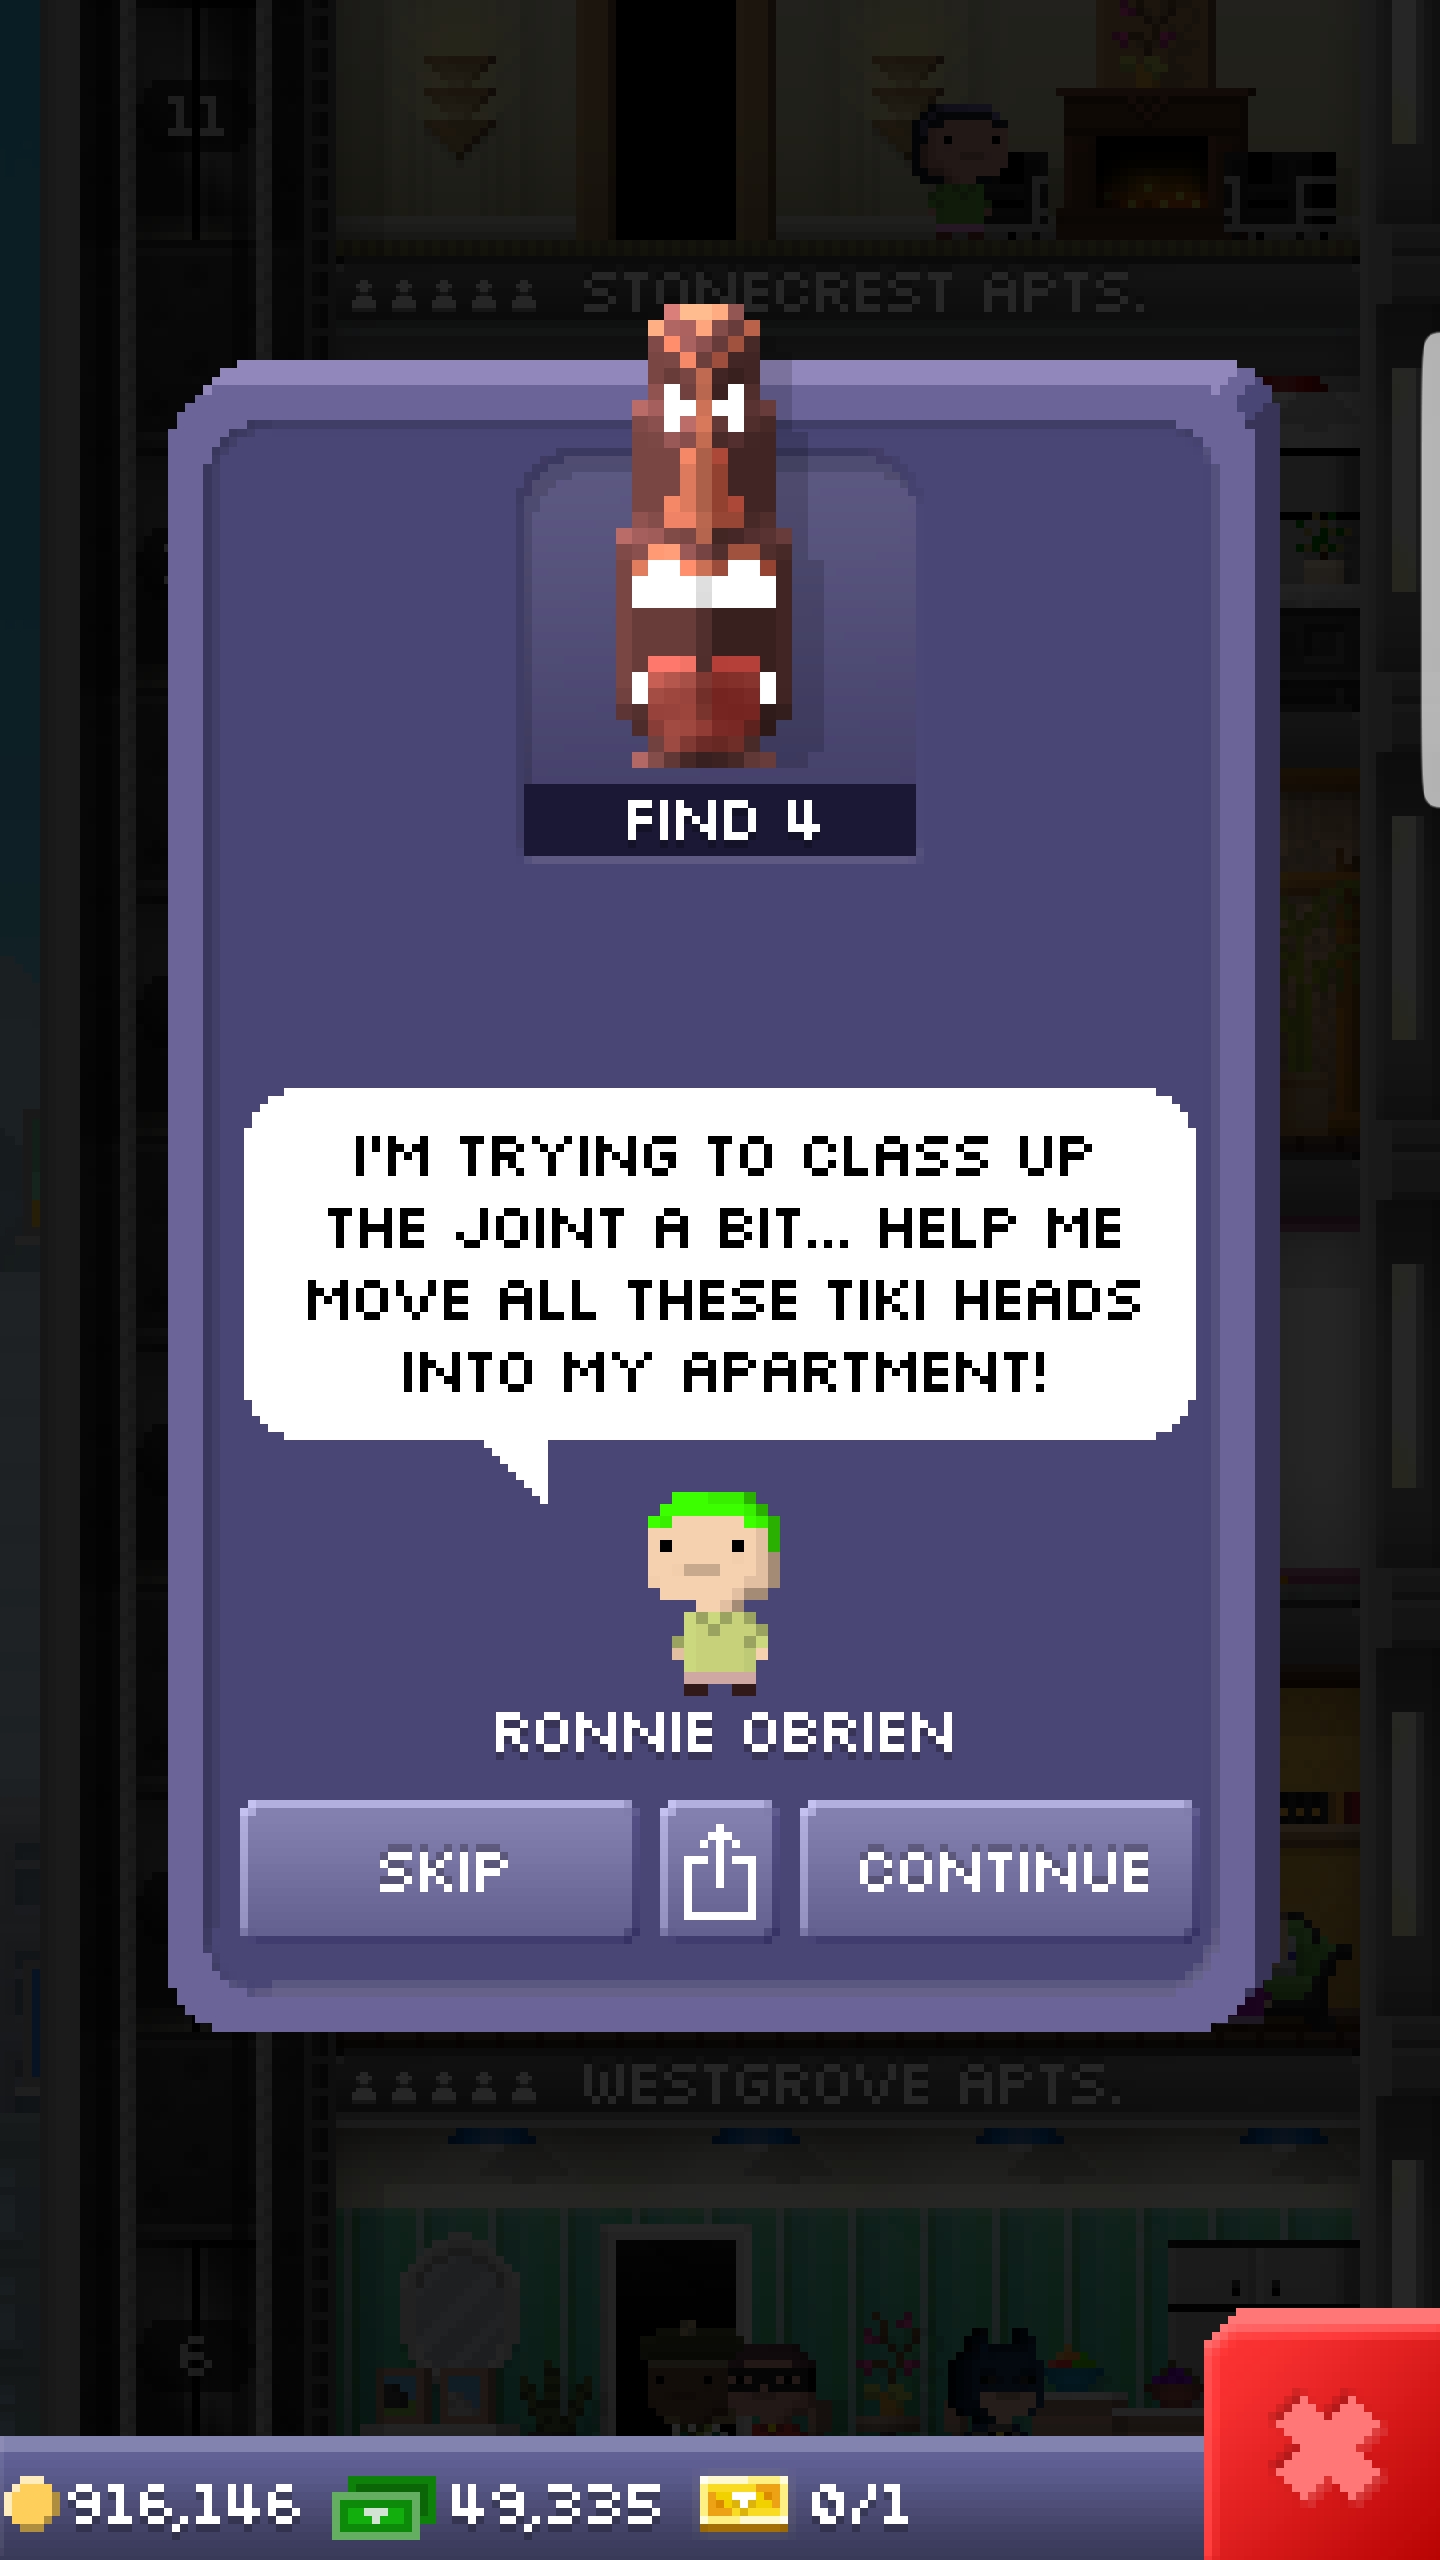 11
STONECREST APTS.
FIND 4
I'M TRYING TO CLASS UP
THE JOINT A BIT... HELP ME
MOVE ALL THESE TIKI HEADS
INTO MY APARTMENT!
RONNIE OBRIEN
SKIP
CONTINUE
WESTGROVE APTS.
6
916,146 49,335 0/1